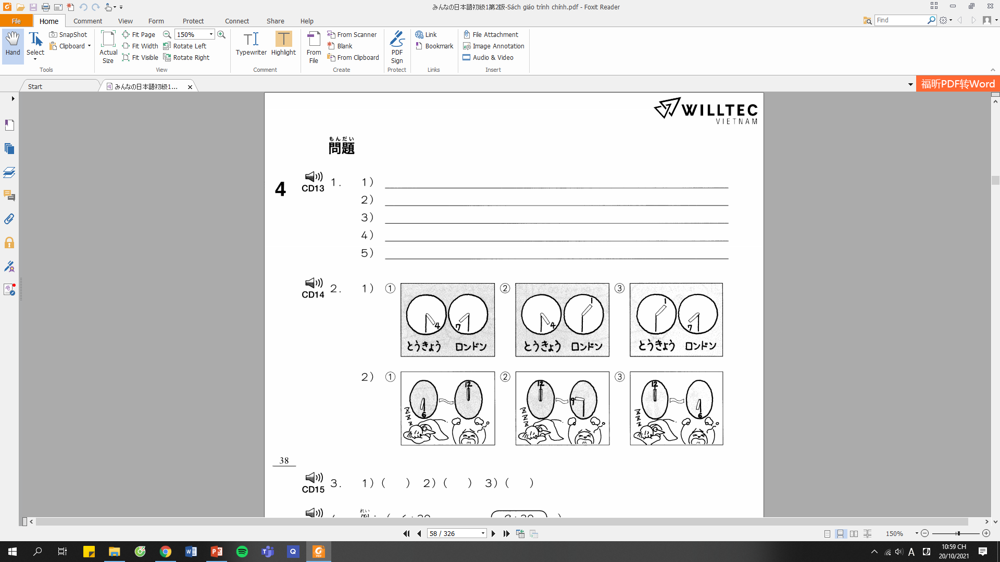 みんなの日本語初級1第2版-Sách giáo trình chính.pdf - Foxit Reader
File Home Comment View Form Protect Connect Share Help
Find
Hand
Select
Tools
SnapShot
Clipboard
Actual Size
Fit Page
Fit Width
Fit Visible
150%
Rotate Left
Rotate Right
View
Typewriter
Highlight
Comment
From File
From Scanner
Blank
From Clipboard
Create
PDF Sign
Protect
Link
Bookmark
Links
File Attachment
Image Annotation
Audio & Video
Insert
Start
みんなの日本語初級1...
福昕PDF转Word
WILLTEC
VIETNAM
もんだい
問題
4
CD13
1. 1)
2)
3)
4)
5)
CD14
2. 1) ① ② ③
4 7
とうきょう ロンドン
4 1
とうきょう ロンドン
1 7
とうきょう ロンドン
2) ① ② ③
6 12
z z z
12 9
z z z
12 6
z z z
38
CD15
3. 1) ( ) 2) ( ) 3) ( )
れい
58 / 326
150%
10:59 CH
20/10/2021